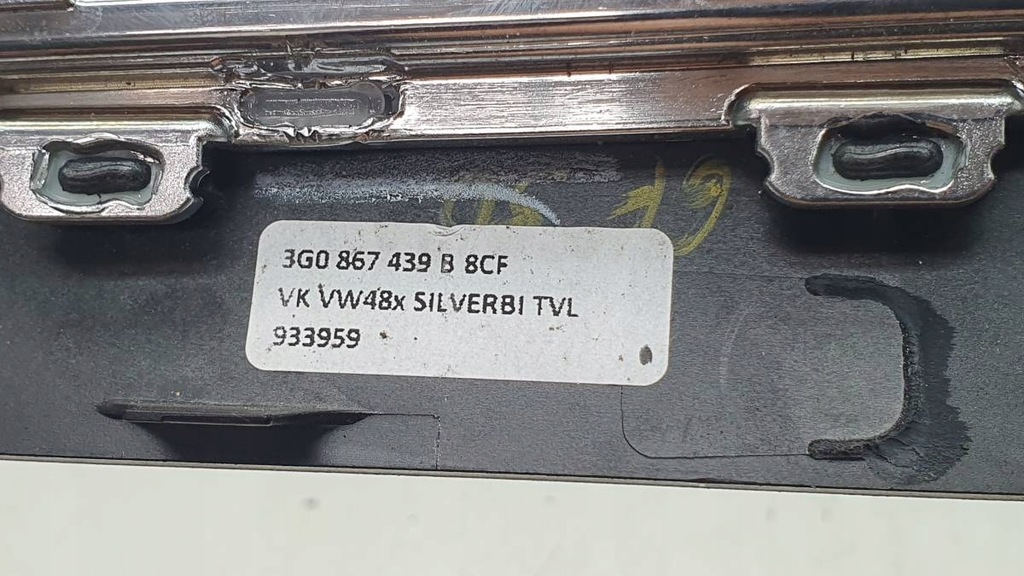 3G0 867 439 B 8CF
VK VW48x SILVERBI TVL
933959